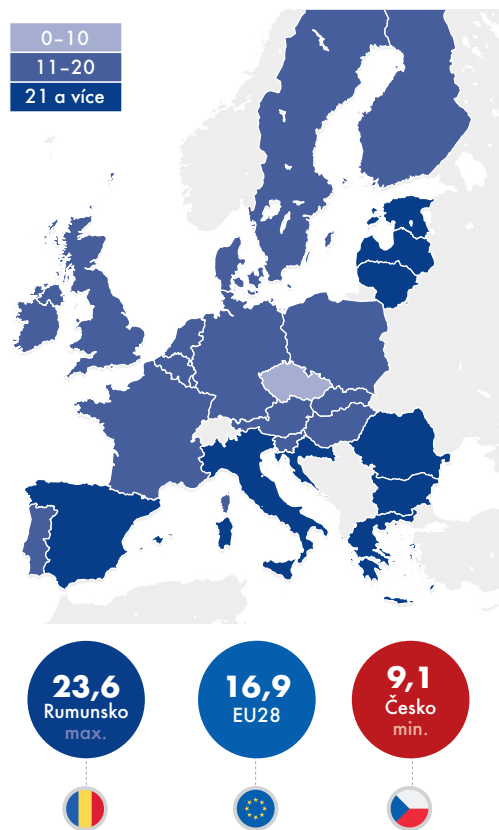 0–10
11–20
21 a více
23,6
Rumunsko
max.
16,9
EU28
9,1
Česko
min.